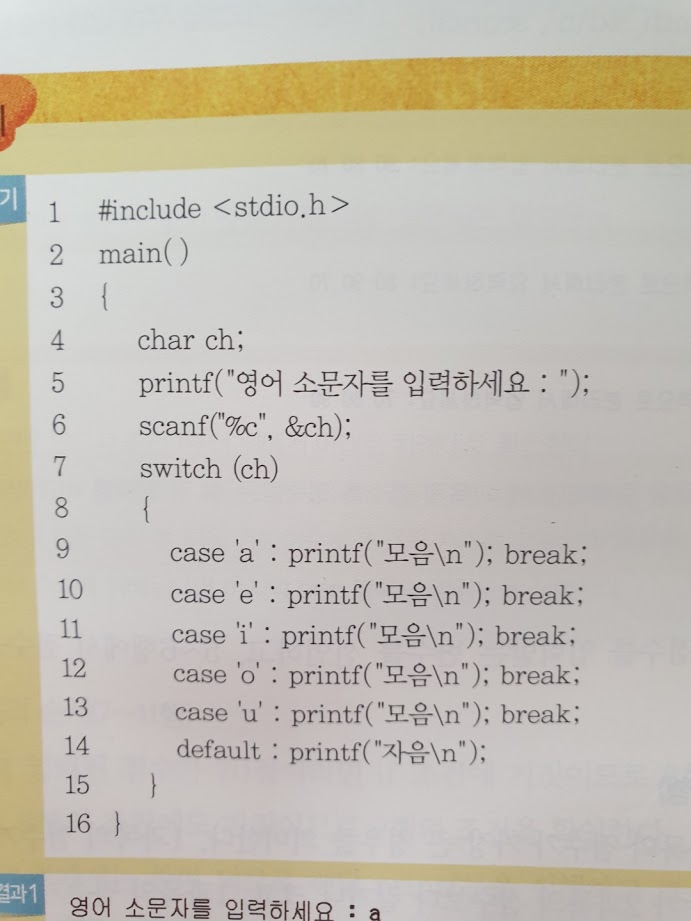 기
1 #include <stdio.h>
2 main( )
3 {
4 char ch;
5 printf("영어 소문자를 입력하세요 : ");
6 scanf("%c", &ch);
7 switch (ch)
8 {
9 case 'a' : printf("모음\n"); break;
10 case 'e' : printf("모음\n"); break;
11 case 'i' : printf("모음\n"); break;
12 case 'o' : printf("모음\n"); break;
13 case 'u' : printf("모음\n"); break;
14 default : printf("자음\n");
15 }
16 }
결과1 영어 소문자를 입력하세요 : a